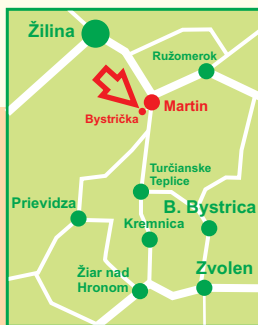 Žilina
Ružomerok
Martin
Bystrička
Turčianske
Teplice
Prievidza
B. Bystrica
Kremnica
Žiar nad
Hronom
Zvolen